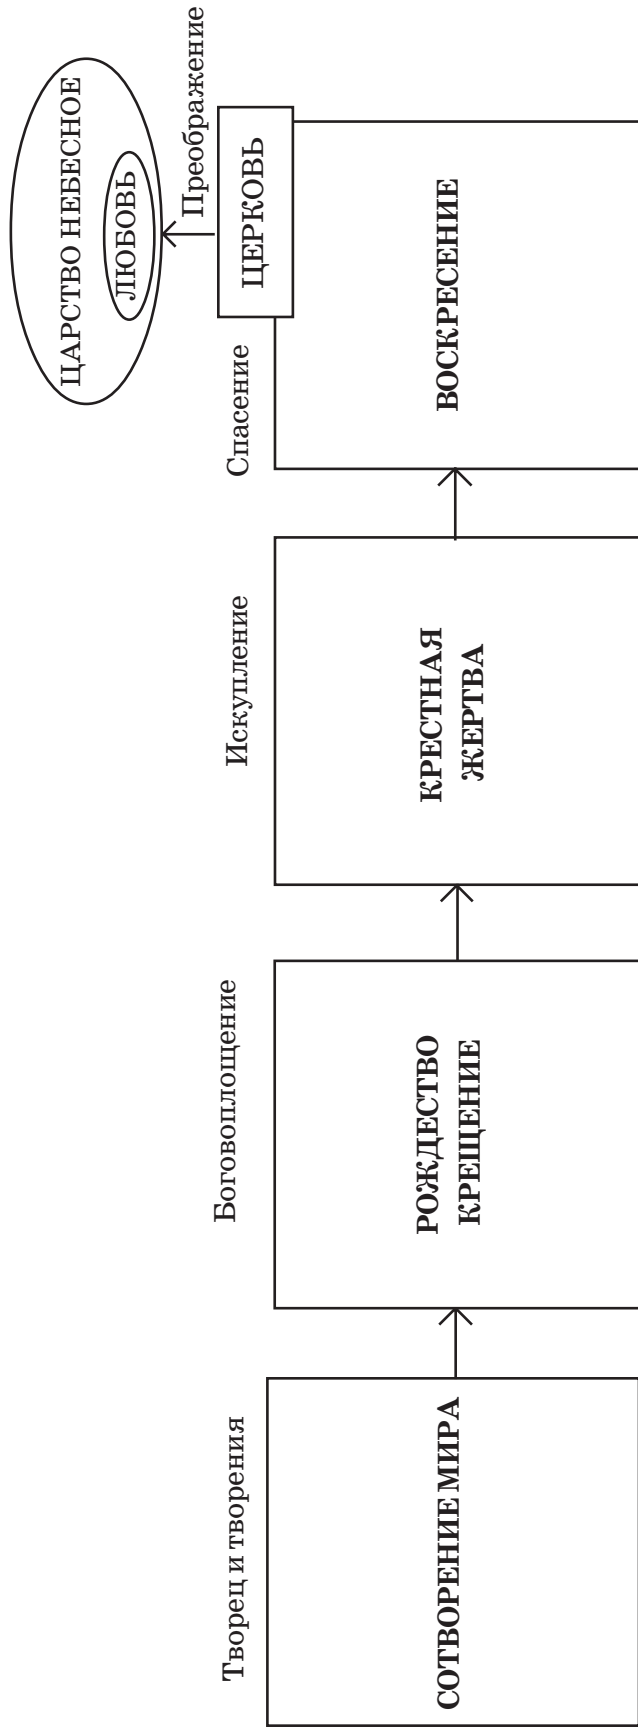 Творец и творения
СОТВОРЕНИЕ МИРА
Боговоплощение
РОЖДЕСТВО
КРЕЩЕНИЕ
Искупление
КРЕСТНАЯ
ЖЕРТВА
Спасение
ВОСКРЕСЕНИЕ
ЦЕРКОВЬ
Преображение
ЦАРСТВО НЕБЕСНОЕ
ЛЮБОВЬ